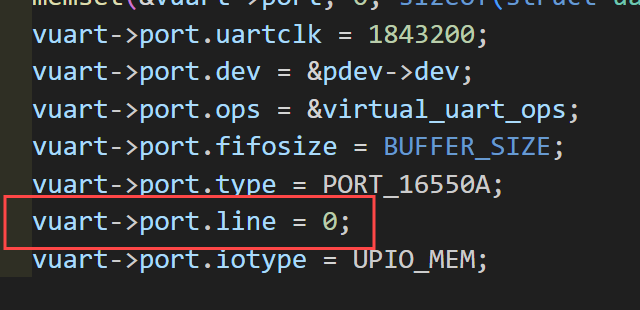 memset(&vuart->port, 0, sizeof(struct ua
vuart->port.uartclk = 1843200;
vuart->port.dev = &pdev->dev;
vuart->port.ops = &virtual_uart_ops;
vuart->port.fifosize = BUFFER_SIZE;
vuart->port.type = PORT_16550A;
vuart->port.line = 0;
vuart->port.iotype = UPIO_MEM;